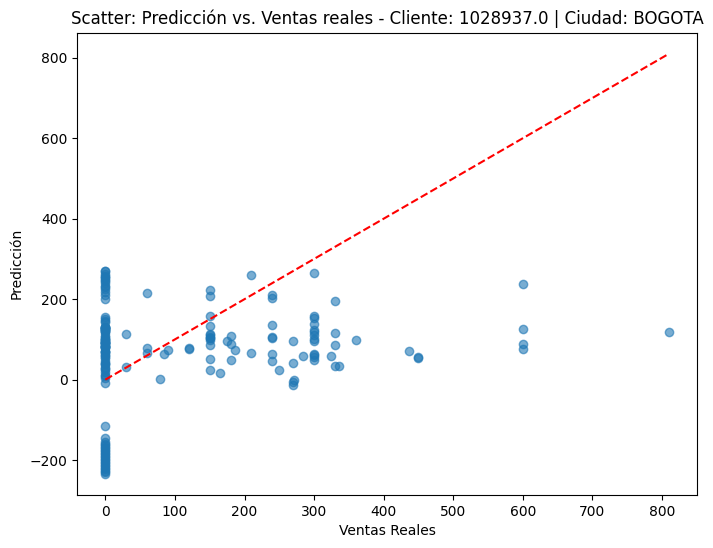 Scatter: Predicción vs. Ventas reales - Cliente: 1028937.0 | Ciudad: BOGOTA
800
600
400
200
0
−200
Predicción
0 100 200 300 400 500 600 700 800
Ventas Reales